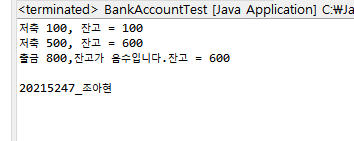 <terminated> BankAccountTest [Java Application] C:₩Ja
저축 100, 잔고 = 100
저축 500, 잔고 = 600
출금 800,잔고가 음수입니다.잔고 = 600
20215247_조아현